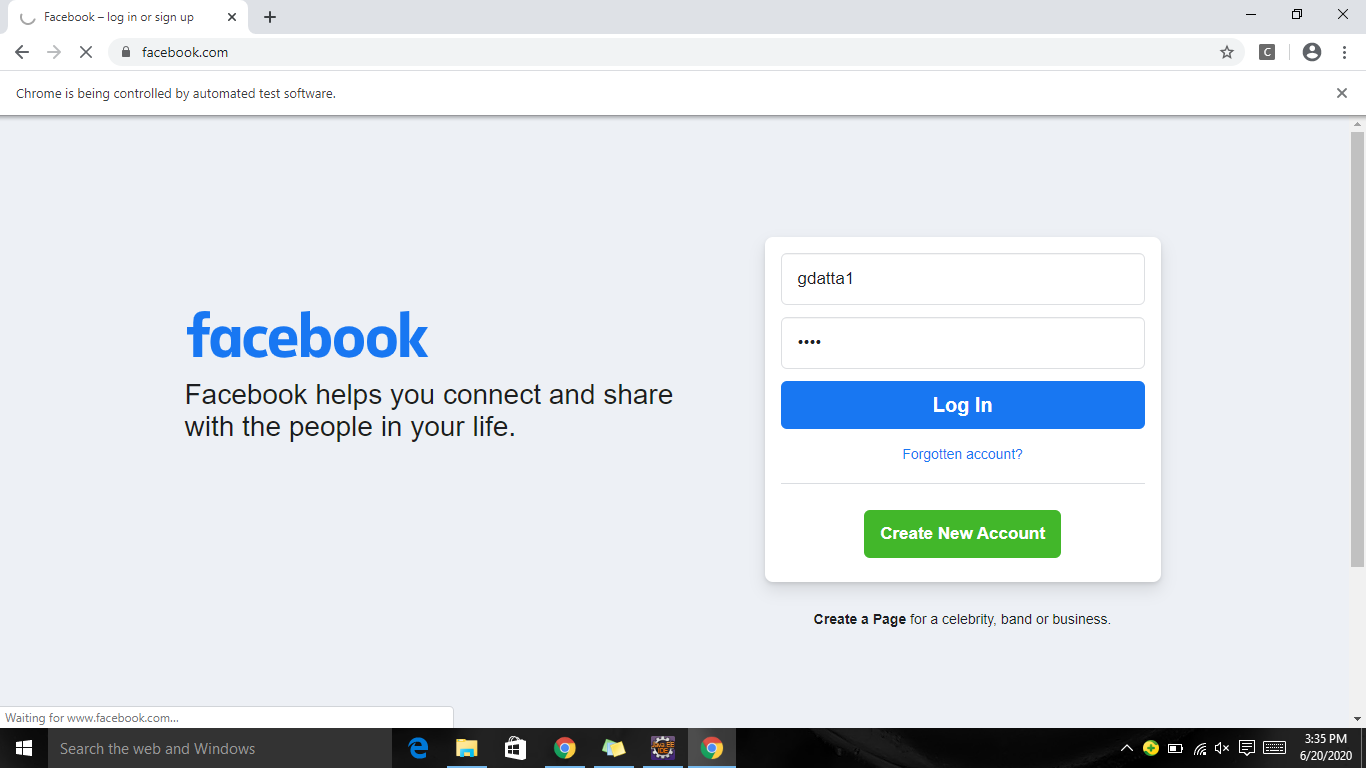 Facebook – log in or sign up
facebook.com
C
Chrome is being controlled by automated test software.
facebook
Facebook helps you connect and share
with the people in your life.
gdatta1
••••
Log In
Forgotten account?
Create New Account
Create a Page for a celebrity, band or business.
Waiting for www.facebook.com...
Search the web and Windows
3:35 PM
6/20/2020